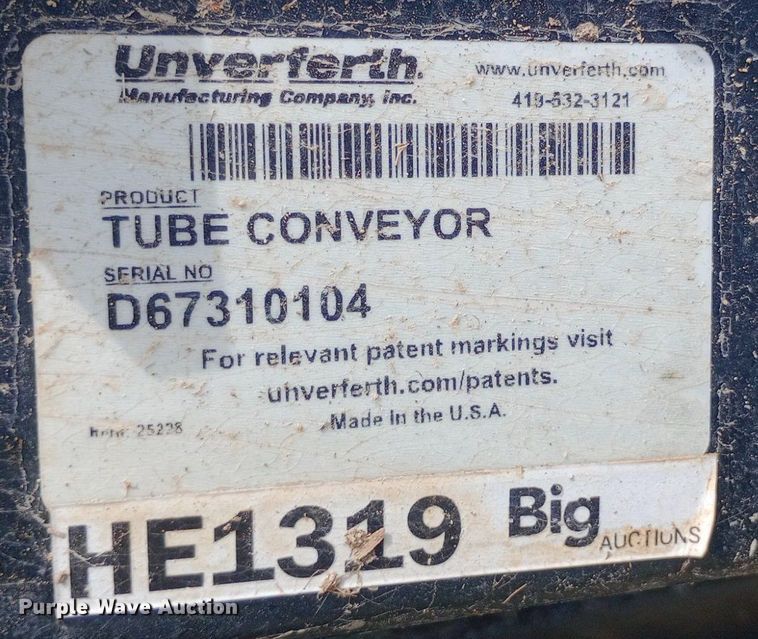 Unverferth
www.unverferth.com
Manufacturing Company, Inc.
419-532-3121
PRODUCT
TUBE CONVEYOR
SERIAL NO
D67310104
For relevant patent markings visit
unverferth.com/patents.
Made In the U.S.A.
25228
HE1319 Big
AUCTIONS
Purple Wave Auction